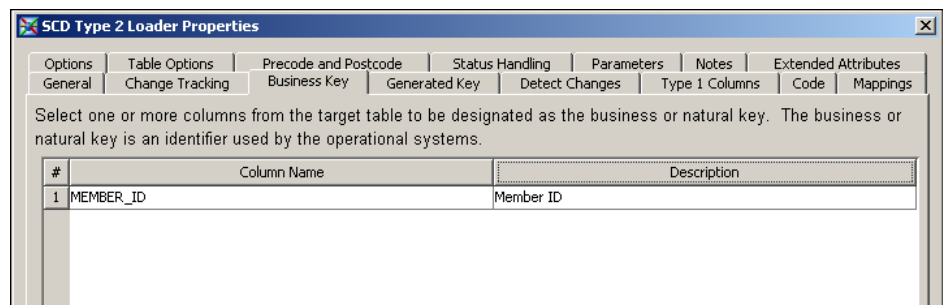 SCD Type 2 Loader Properties
Options Table Options Precode and Postcode Status Handling Parameters Notes Extended Attributes
General Change Tracking Business Key Generated Key Detect Changes Type 1 Columns Code Mappings
Select one or more columns from the target table to be designated as the business or natural key. The business or
natural key is an identifier used by the operational systems.
# Column Name Description
1 MEMBER_ID Member ID